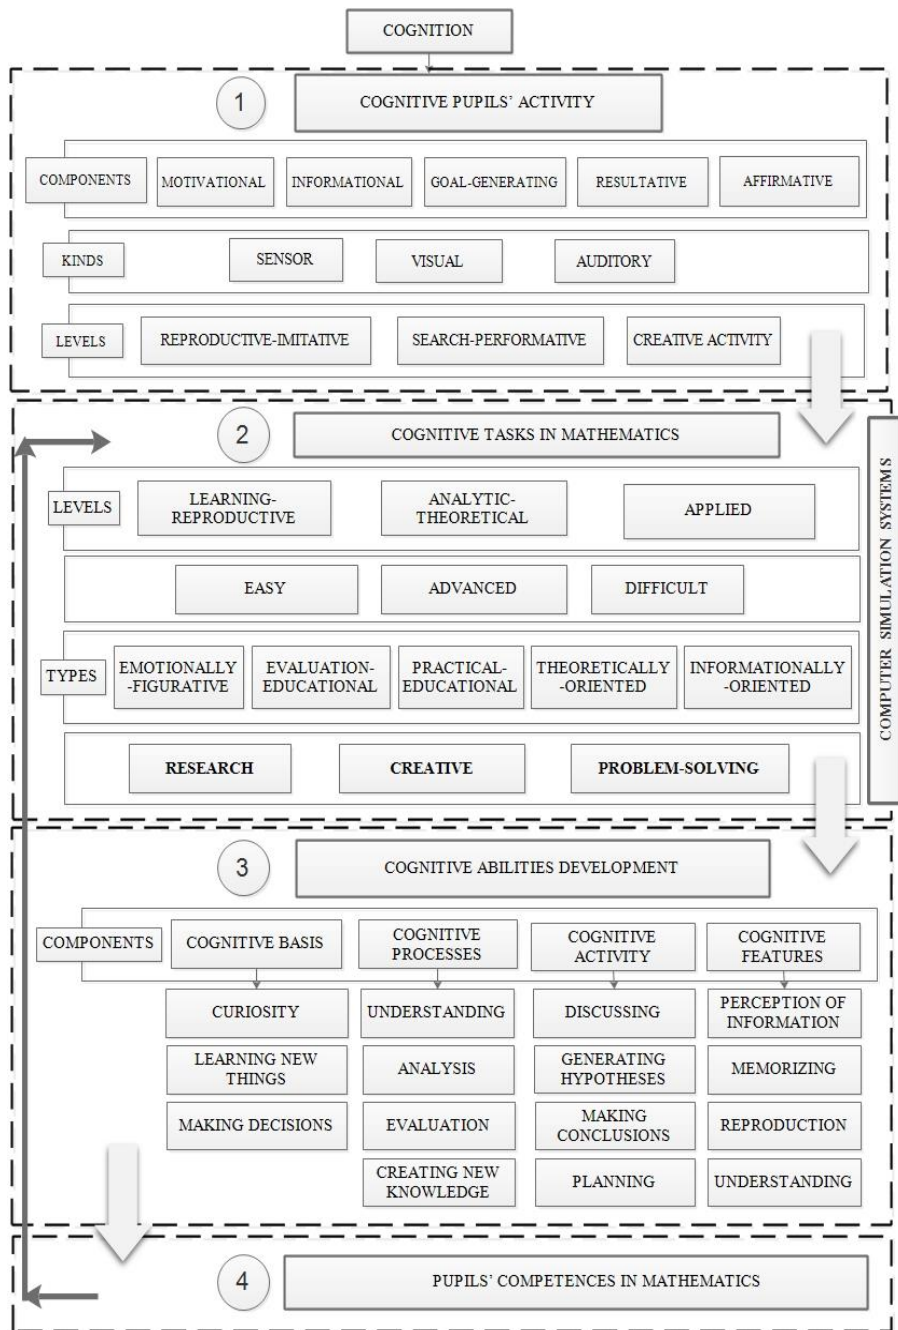 COGNITION
1
COGNITIVE PUPILS’ ACTIVITY
COMPONENTS
MOTIVATIONAL
INFORMATIONAL
GOAL-GENERATING
RESULTATIVE
AFFIRMATIVE
KINDS
SENSOR
VISUAL
AUDITORY
LEVELS
REPRODUCTIVE-IMITATIVE
SEARCH-PERFORMATIVE
CREATIVE ACTIVITY
2
COGNITIVE TASKS IN MATHEMATICS
COMPUTER SIMULATION SYSTEMS
LEVELS
LEARNING-
REPRODUCTIVE
ANALYTIC-
THEORETICAL
APPLIED
EASY
ADVANCED
DIFFICULT
TYPES
EMOTIONALLY
-FIGURATIVE
EVALUATION-
EDUCATIONAL
PRACTICAL-
EDUCATIONAL
THEORETICALLY
-ORIENTED
INFORMATIONALLY
-ORIENTED
RESEARCH
CREATIVE
PROBLEM-SOLVING
3
COGNITIVE ABILITIES DEVELOPMENT
COMPONENTS
COGNITIVE BASIS
COGNITIVE
PROCESSES
COGNITIVE
ACTIVITY
COGNITIVE
FEATURES
CURIOSITY
UNDERSTANDING
DISCUSSING
PERCEPTION OF
INFORMATION
LEARNING NEW
THINGS
ANALYSIS
GENERATING
HYPOTHESES
MEMORIZING
MAKING DECISIONS
EVALUATION
MAKING
CONCLUSIONS
REPRODUCTION
CREATING NEW
KNOWLEDGE
PLANNING
UNDERSTANDING
4
PUPILS’ COMPETENCES IN MATHEMATICS